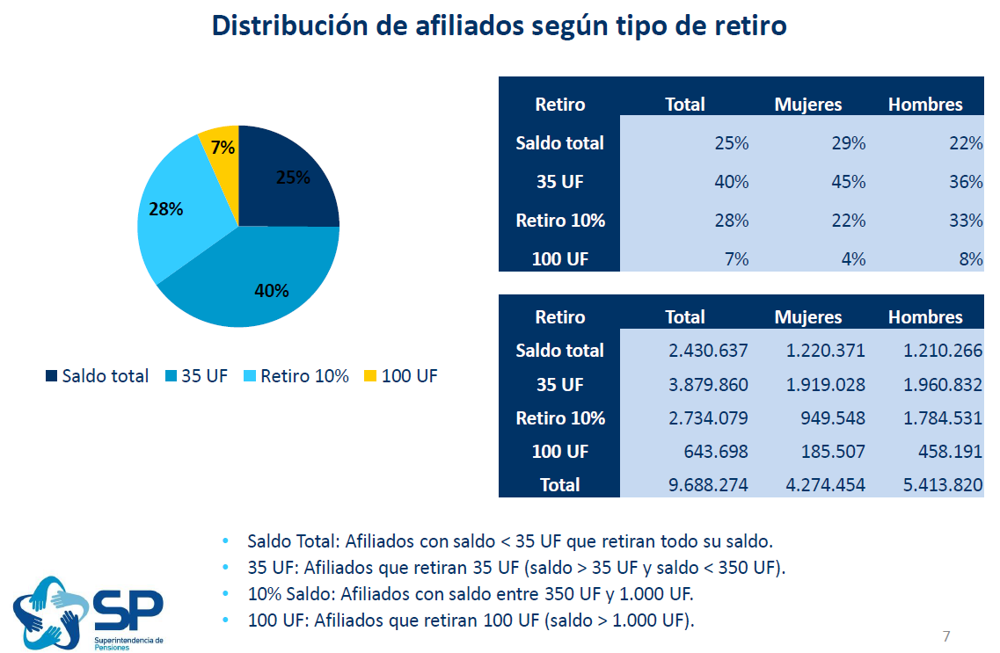 Distribución de afiliados según tipo de retiro
7%
25%
28%
40%
Saldo total 35 UF Retiro 10% 100 UF
Retiro Total Mujeres Hombres
Saldo total 25% 29% 22%
35 UF 40% 45% 36%
Retiro 10% 28% 22% 33%
100 UF 7% 4% 8%
Retiro Total Mujeres Hombres
Saldo total 2.430.637 1.220.371 1.210.266
35 UF 3.879.860 1.919.028 1.960.832
Retiro 10% 2.734.079 949.548 1.784.531
100 UF 643.698 185.507 458.191
Total 9.688.274 4.274.454 5.413.820
• Saldo Total: Afiliados con saldo < 35 UF que retiran todo su saldo.
• 35 UF: Afiliados que retiran 35 UF (saldo > 35 UF y saldo < 350 UF).
• 10% Saldo: Afiliados con saldo entre 350 UF y 1.000 UF.
• 100 UF: Afiliados que retiran 100 UF (saldo > 1.000 UF).
SP
Superintendencia de
Pensiones
7